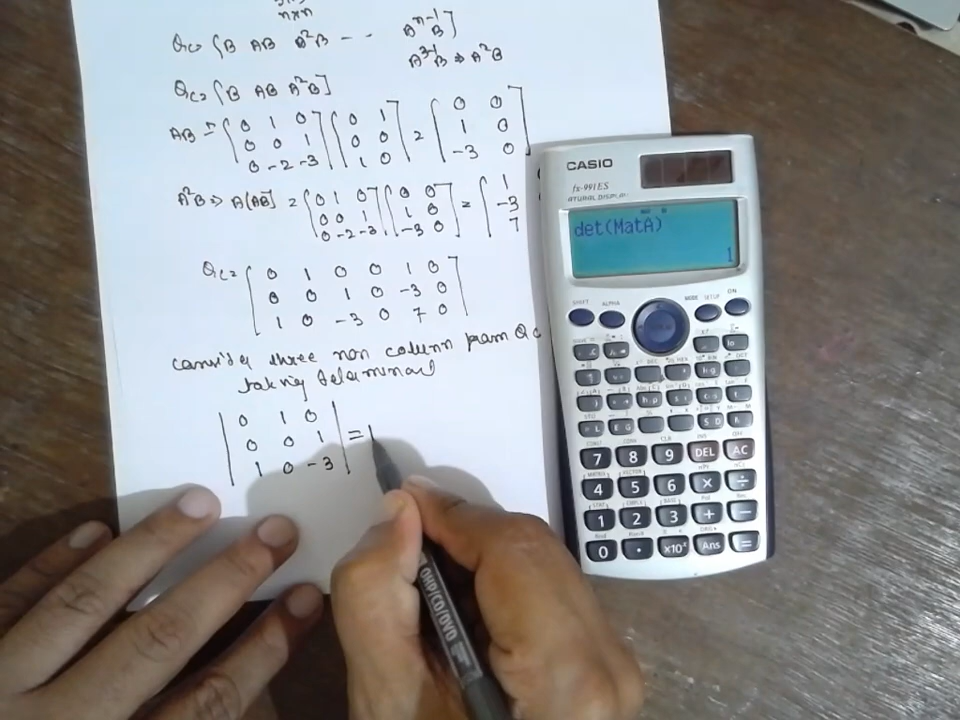 n×n
Qc= [B AB A²B -- Aⁿ⁻¹B]
A³⁻¹B ⇒ A²B
Qc= [B AB A²B]
AB = [0 1 0 [0 1 = [0 0
0 0 1 0 0 1 0
0 -2 -3] 1 0] -3 0]
A²B ⇒ A[AB] = [0 1 0 [0 0 = [1
0 0 1 1 0 -3
0 -2 -3] -3 0] 7
Qc= [0 1 0 0 1 0
0 0 1 0 -3 0
1 0 -3 0 7 0]
three non column from Qc
taking
| 0 1 0 |
| 0 0 1 | = 1
| 1 0 -3 |
CASIO
fx-991ES
det(MatA)
1
SHIFT ALPHA MODE SETUP ON
7 8 9 DEL AC
4 5 6 × ÷
1 2 3 + −
0 . ×10ˣ Ans =
OHP/CD/DVD